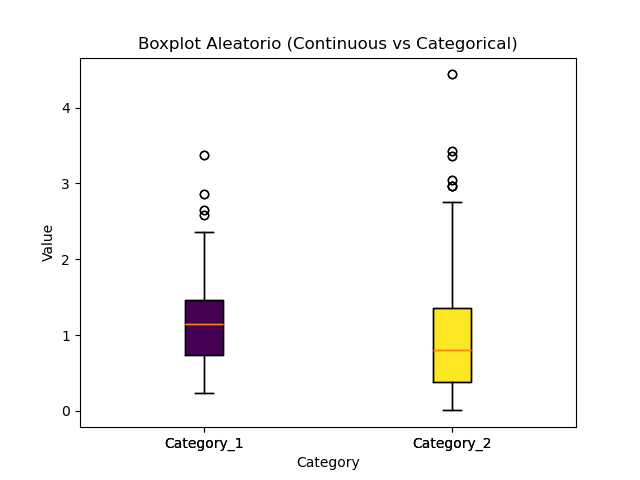 Boxplot Aleatorio (Continuous vs Categorical)
4
3
2
1
0
Value
Category_1
Category_2
Category